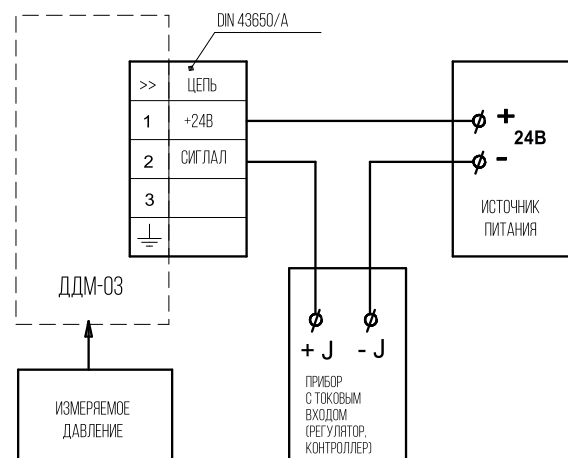 DIN 43650/А
>> ЦЕПЬ
1 +24В
2 СИГЛАЛ
3
+
24В
-
ИСТОЧНИК
ПИТАНИЯ
ДДМ-03
+ J - J
ПРИБОР
С ТОКОВЫМ
ВХОДОМ
(РЕГУЛЯТОР,
КОНТРОЛЛЕР)
ИЗМЕРЯЕМОЕ
ДАВЛЕНИЕ